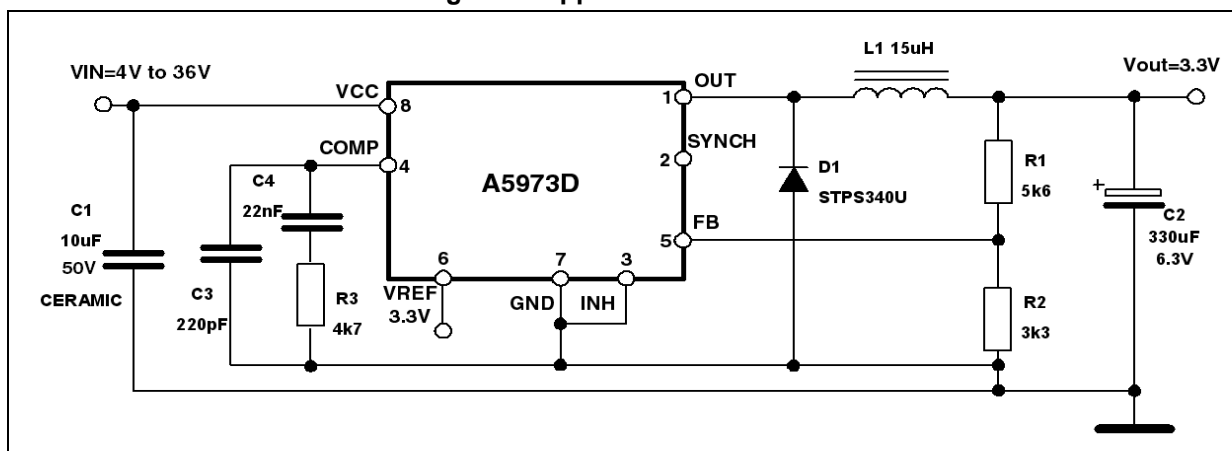 VIN=4V to 36V
VCC
8
COMP
4
A5973D
OUT
1
SYNCH
2
FB
5
6
VREF
3.3V
7
GND
3
INH
L1 15uH
Vout=3.3V
D1
STPS340U
R1
5k6
R2
3k3
+
C2
330uF
6.3V
C1
10uF
50V
CERAMIC
C4
22nF
C3
220pF
R3
4k7